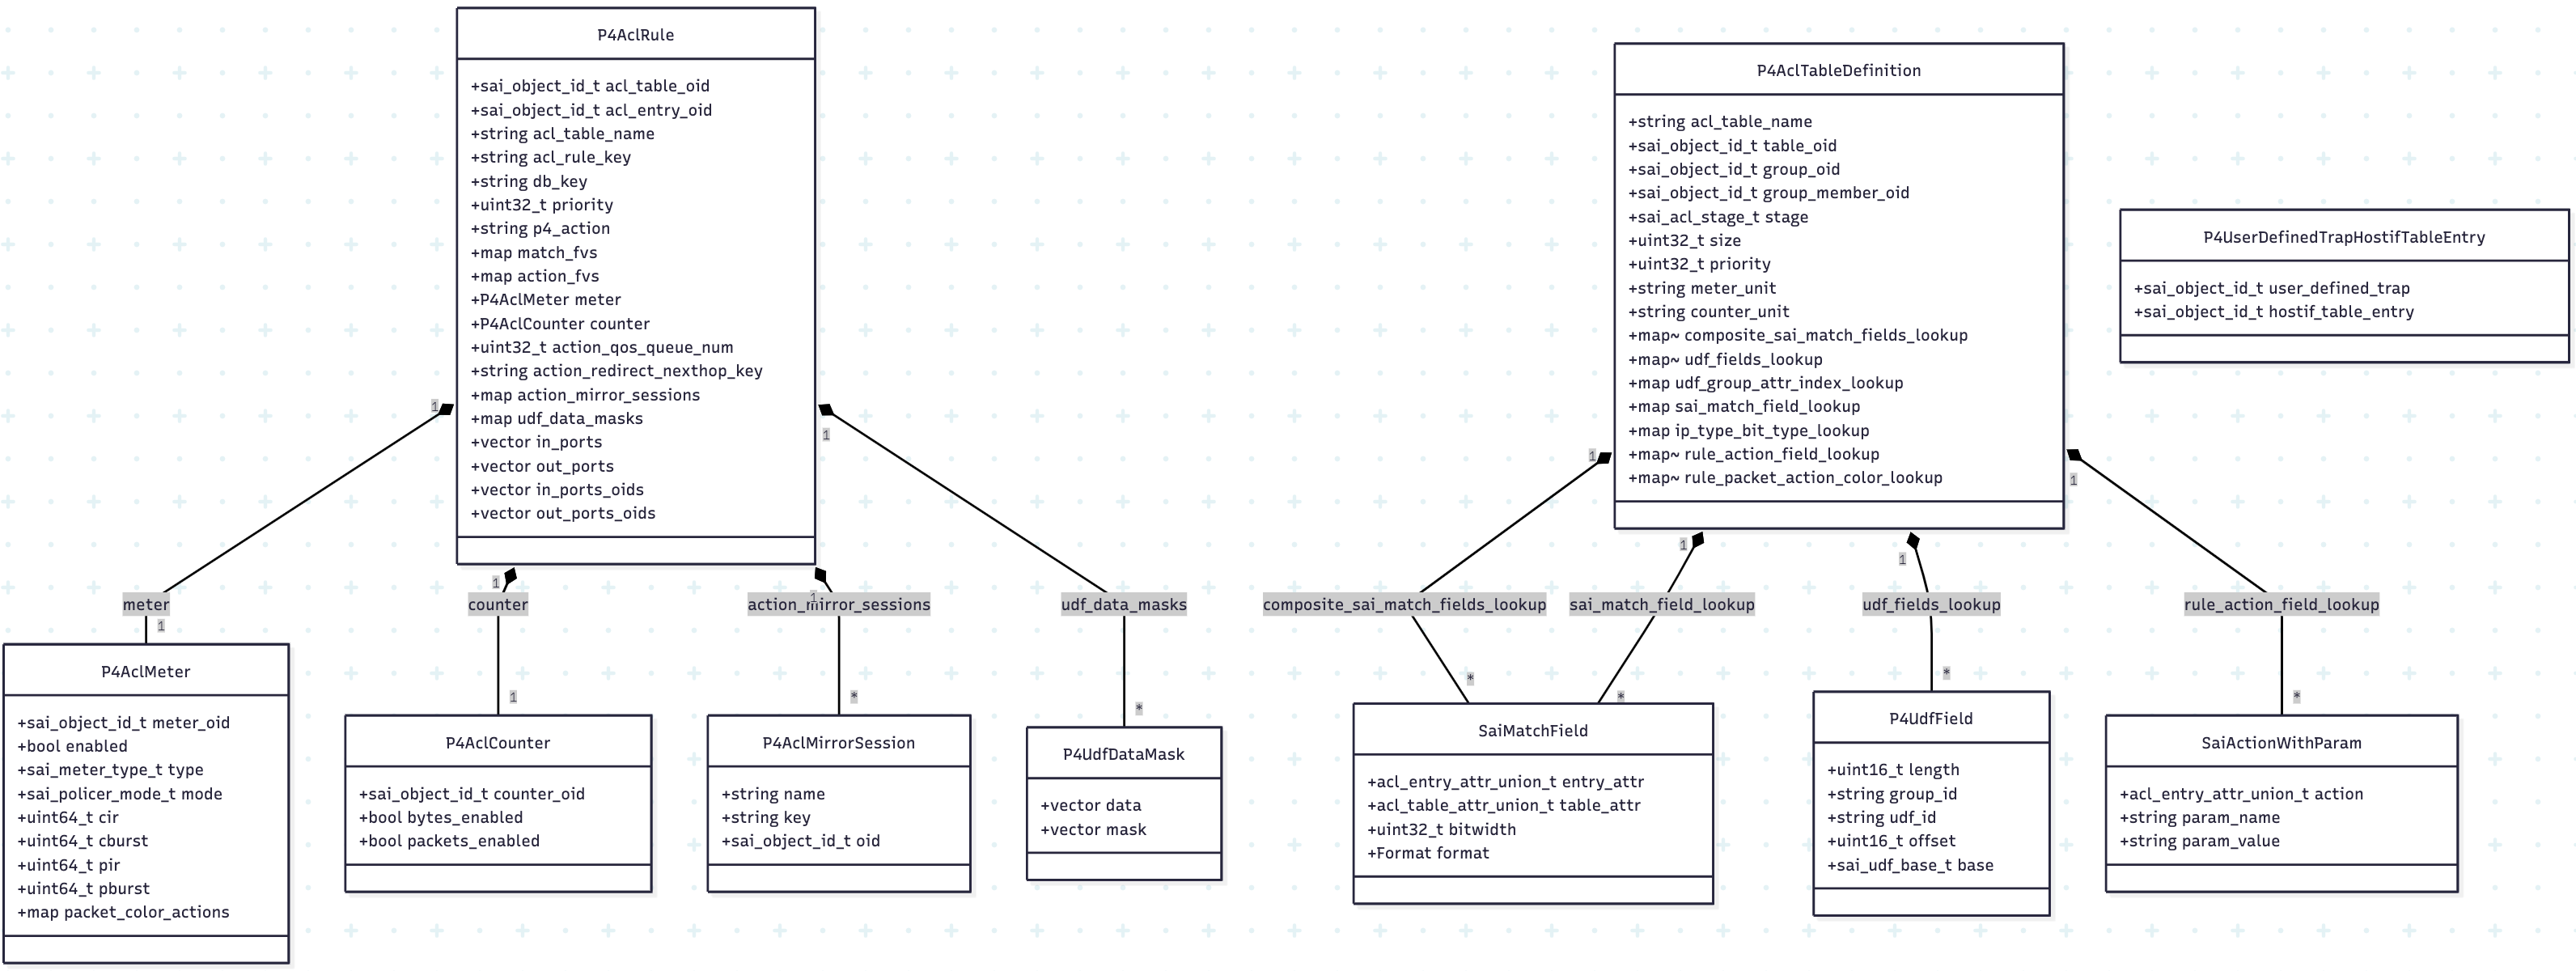 P4AclRule
+sai_object_id_t acl_table_oid
+sai_object_id_t acl_entry_oid
+string acl_table_name
+string acl_rule_key
+string db_key
+uint32_t priority
+string p4_action
+map match_fvs
+map action_fvs
+P4AclMeter meter
+P4AclCounter counter
+uint32_t action_qos_queue_num
+string action_redirect_nexthop_key
+map action_mirror_sessions
+map udf_data_masks
+vector in_ports
+vector out_ports
+vector in_ports_oids
+vector out_ports_oids
P4AclTableDefinition
+string acl_table_name
+sai_object_id_t table_oid
+sai_object_id_t group_oid
+sai_object_id_t group_member_oid
+sai_acl_stage_t stage
+uint32_t size
+uint32_t priority
+string meter_unit
+string counter_unit
+map~ composite_sai_match_fields_lookup
+map~ udf_fields_lookup
+map udf_group_attr_index_lookup
+map sai_match_field_lookup
+map ip_type_bit_type_lookup
+map~ rule_action_field_lookup
+map~ rule_packet_action_color_lookup
P4UserDefinedTrapHostifTableEntry
+sai_object_id_t user_defined_trap
+sai_object_id_t hostif_table_entry
1
1
1
1
1
1
1
1
meter
counter
action_mirror_sessions
udf_data_masks
composite_sai_match_fields_lookup
sai_match_field_lookup
udf_fields_lookup
rule_action_field_lookup
1
1
*
*
*
*
*
*
P4AclMeter
+sai_object_id_t meter_oid
+bool enabled
+sai_meter_type_t type
+sai_policer_mode_t mode
+uint64_t cir
+uint64_t cburst
+uint64_t pir
+uint64_t pburst
+map packet_color_actions
P4AclCounter
+sai_object_id_t counter_oid
+bool bytes_enabled
+bool packets_enabled
P4AclMirrorSession
+string name
+string key
+sai_object_id_t oid
P4UdfDataMask
+vector data
+vector mask
SaiMatchField
+acl_entry_attr_union_t entry_attr
+acl_table_attr_union_t table_attr
+uint32_t bitwidth
+Format format
P4UdfField
+uint16_t length
+string group_id
+string udf_id
+uint16_t offset
+sai_udf_base_t base
SaiActionWithParam
+acl_entry_attr_union_t action
+string param_name
+string param_value